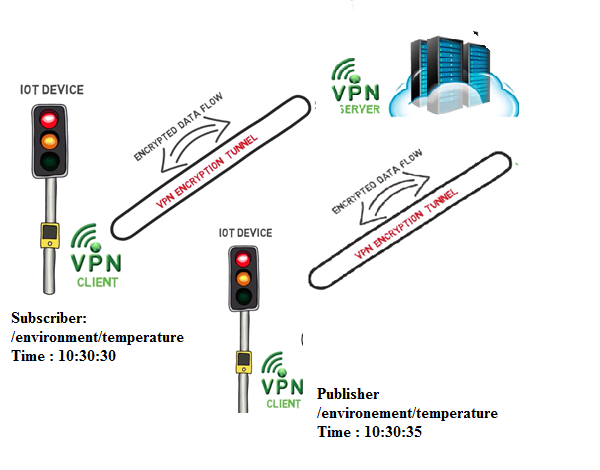 VPN
SERVER
IOT DEVICE
ENCRYPTED DATA FLOW
VPN ENCRYPTION TUNNEL
ENCRYPTED DATA FLOW
VPN ENCRYPTION TUNNEL
VPN
CLIENT
IOT DEVICE
Subscriber:
/environment/temperature
Time : 10:30:30
VPN
CLIENT
Publisher
/environement/temperature
Time : 10:30:35